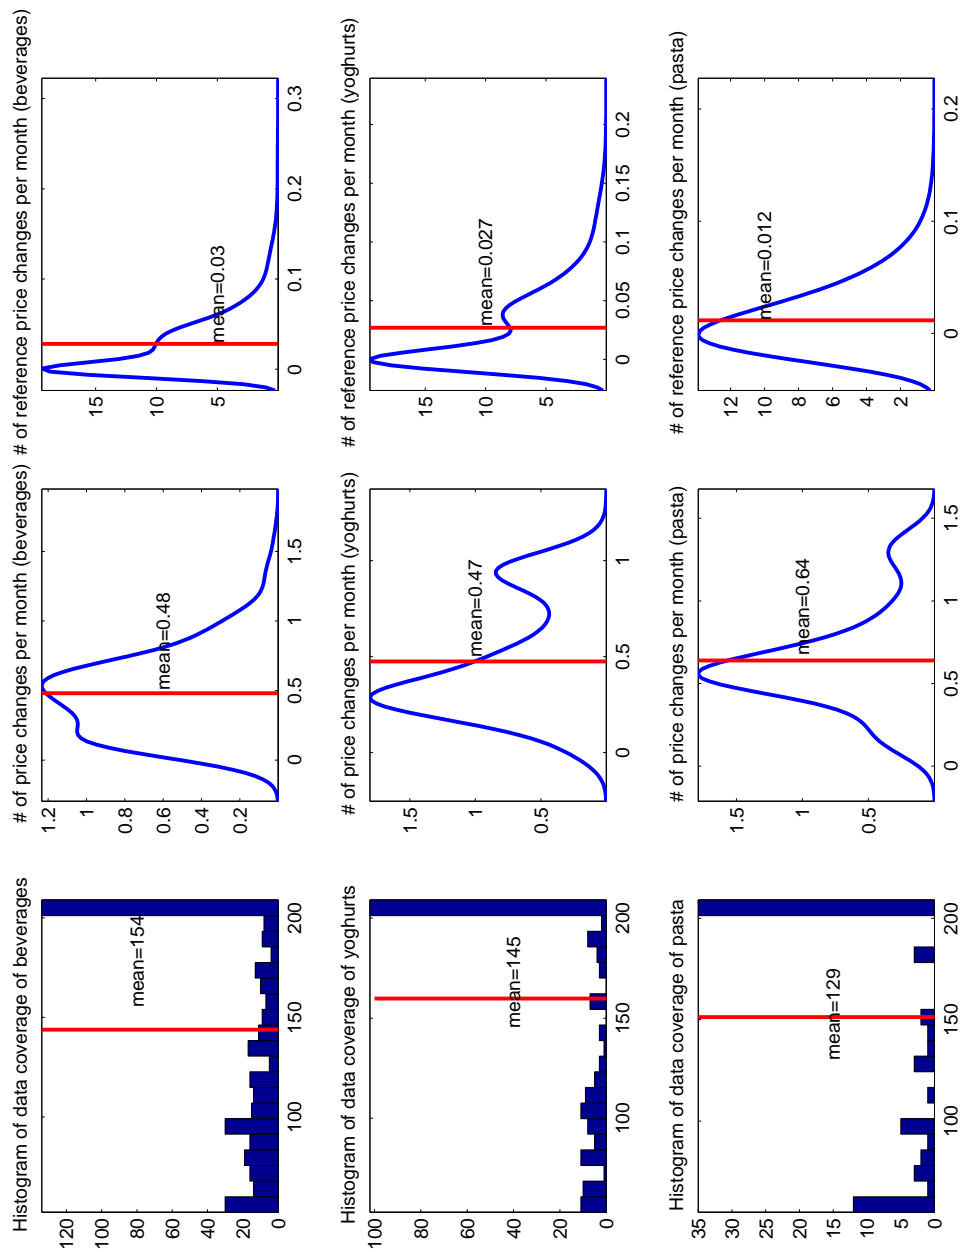 Histogram of data coverage of beverages
120
100
80
60
40
20
0
mean=154
100 150 200
# of price changes per month (beverages)
1.2
1
0.8
0.6
0.4
0.2
mean=0.48
0 0.5 1 1.5
# of reference price changes per month (beverages)
15
10
5
mean=0.03
0 0.1 0.2 0.3
Histogram of data coverage of yoghurts
100
80
60
40
20
0
mean=145
100 150 200
# of price changes per month (yoghurts)
1.5
1
0.5
mean=0.47
0 0.5 1
# of reference price changes per month (yoghurts)
15
10
5
mean=0.027
0 0.05 0.1 0.15 0.2
Histogram of data coverage of pasta
35
30
25
20
15
10
5
0
mean=129
100 150 200
# of price changes per month (pasta)
1.5
1
0.5
mean=0.64
0 0.5 1 1.5
# of reference price changes per month (pasta)
12
10
8
6
4
2
mean=0.012
0 0.1 0.2